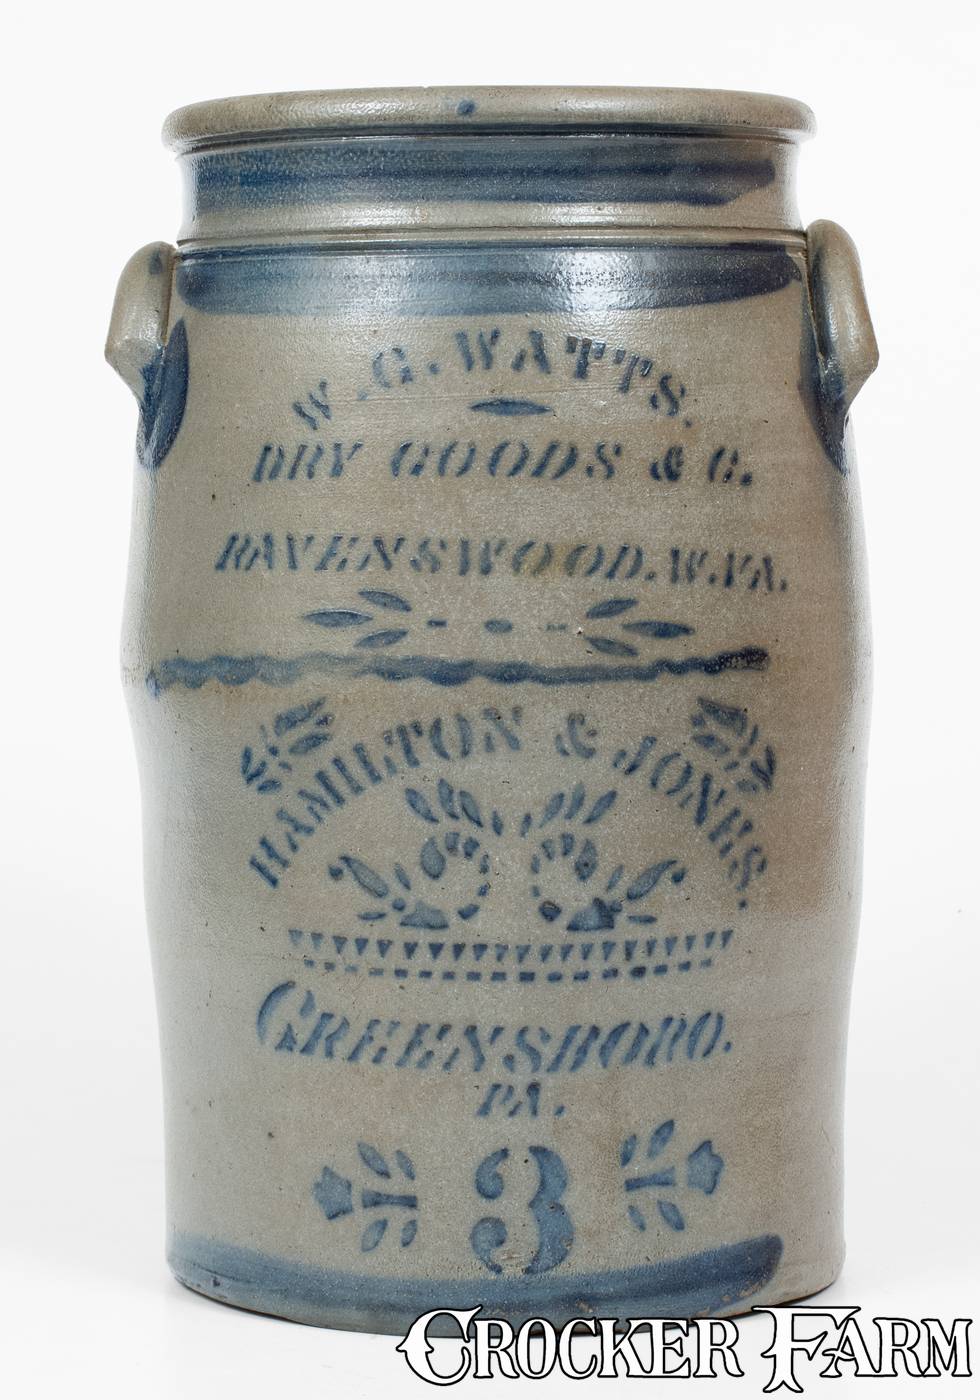 W.G.WATTS.
DRY GOODS & C.
RAVENSWOOD.W.VA.
HAMILTON & JONES.
GREENSBORO.
PA.
3
CROCKER FARM